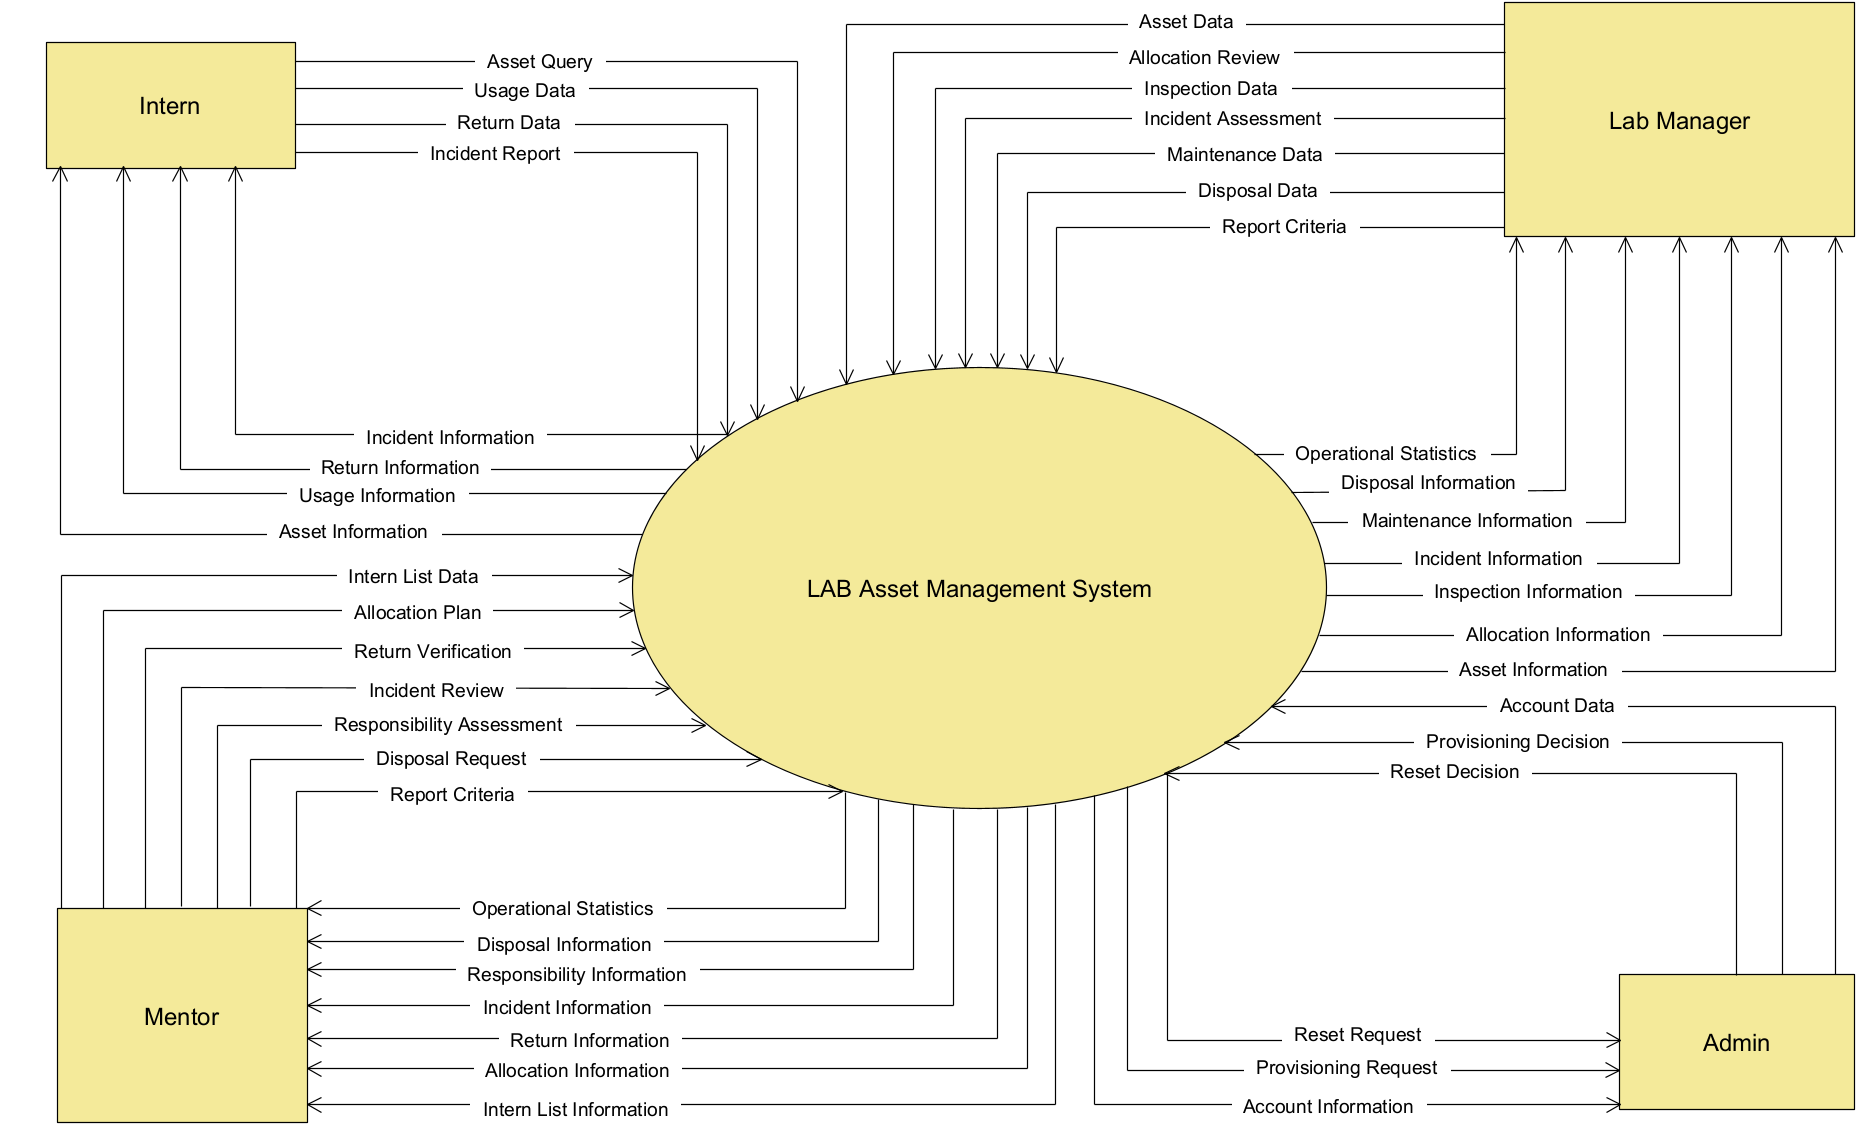 Asset Data
Asset Query
Allocation Review
Usage Data
Inspection Data
Intern
Return Data
Incident Assessment
Lab Manager
Incident Report
Maintenance Data
Disposal Data
Report Criteria
Incident Information
Operational Statistics
Return Information
Disposal Information
Usage Information
Maintenance Information
Asset Information
Incident Information
Intern List Data
LAB Asset Management System
Inspection Information
Allocation Plan
Allocation Information
Return Verification
Asset Information
Incident Review
Account Data
Responsibility Assessment
Provisioning Decision
Disposal Request
Reset Decision
Report Criteria
Operational Statistics
Disposal Information
Responsibility Information
Incident Information
Mentor
Reset Request
Return Information
Admin
Provisioning Request
Allocation Information
Account Information
Intern List Information